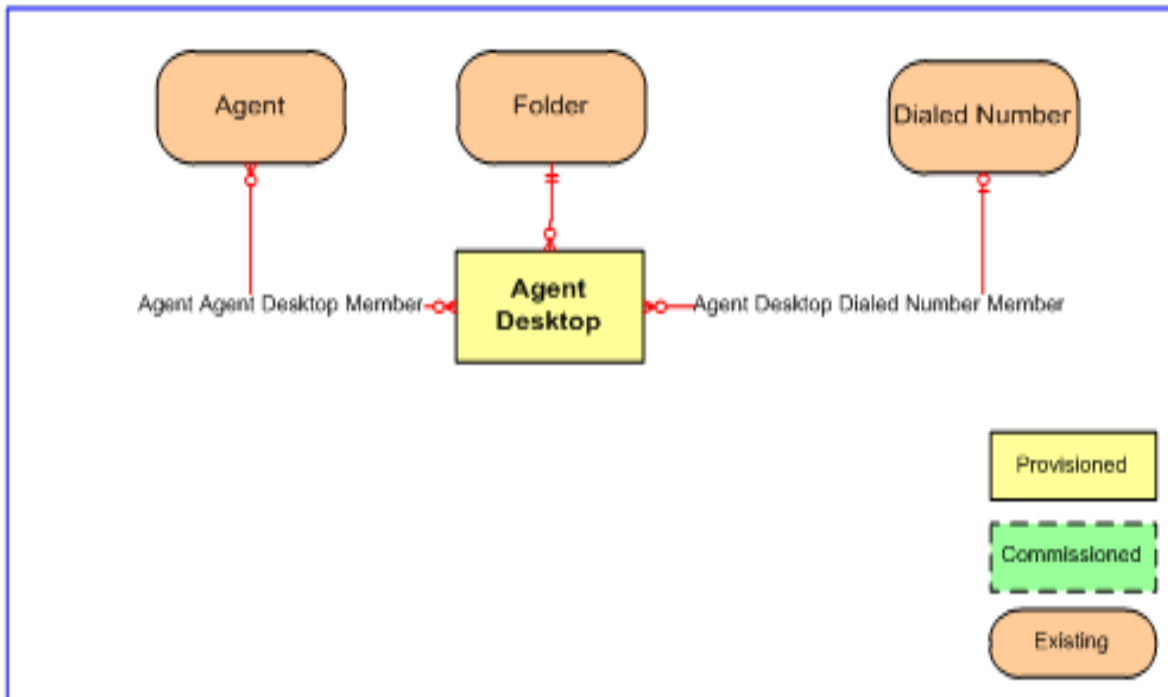 Agent
Folder
Dialed Number
Agent Agent Desktop Member
Agent
Desktop
Agent Desktop Dialed Number Member
Provisioned
Commissioned
Existing